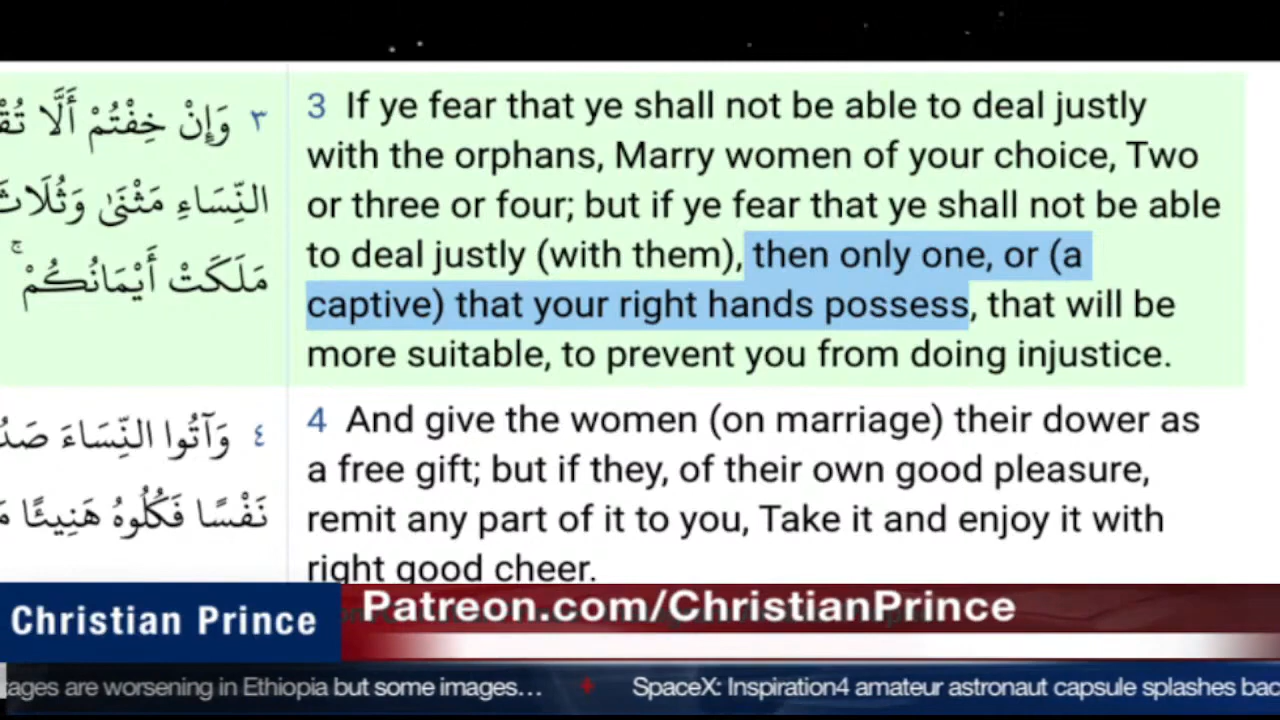 ٣ وَإِنْ خِفْتُمْ أَلَّا
النِّسَاءِ مَثْنَىٰ وَثُلَاثَ
مَلَكَتْ أَيْمَانُكُمْ ۚ
3 If ye fear that ye shall not be able to deal justly
with the orphans, Marry women of your choice, Two
or three or four; but if ye fear that ye shall not be able
to deal justly (with them), then only one, or (a
captive) that your right hands possess, that will be
more suitable, to prevent you from doing injustice.
٤ وَآتُوا النِّسَاءَ
نَفْسًا فَكُلُوهُ هَنِيئًا
4 And give the women (on marriage) their dower as
a free gift; but if they, of their own good pleasure,
remit any part of it to you, Take it and enjoy it with
right good cheer.
Christian Prince
Patreon.com/ChristianPrince
ages are worsening in Ethiopia but some images... SpaceX: Inspiration4 amateur astronaut capsule splashes bac